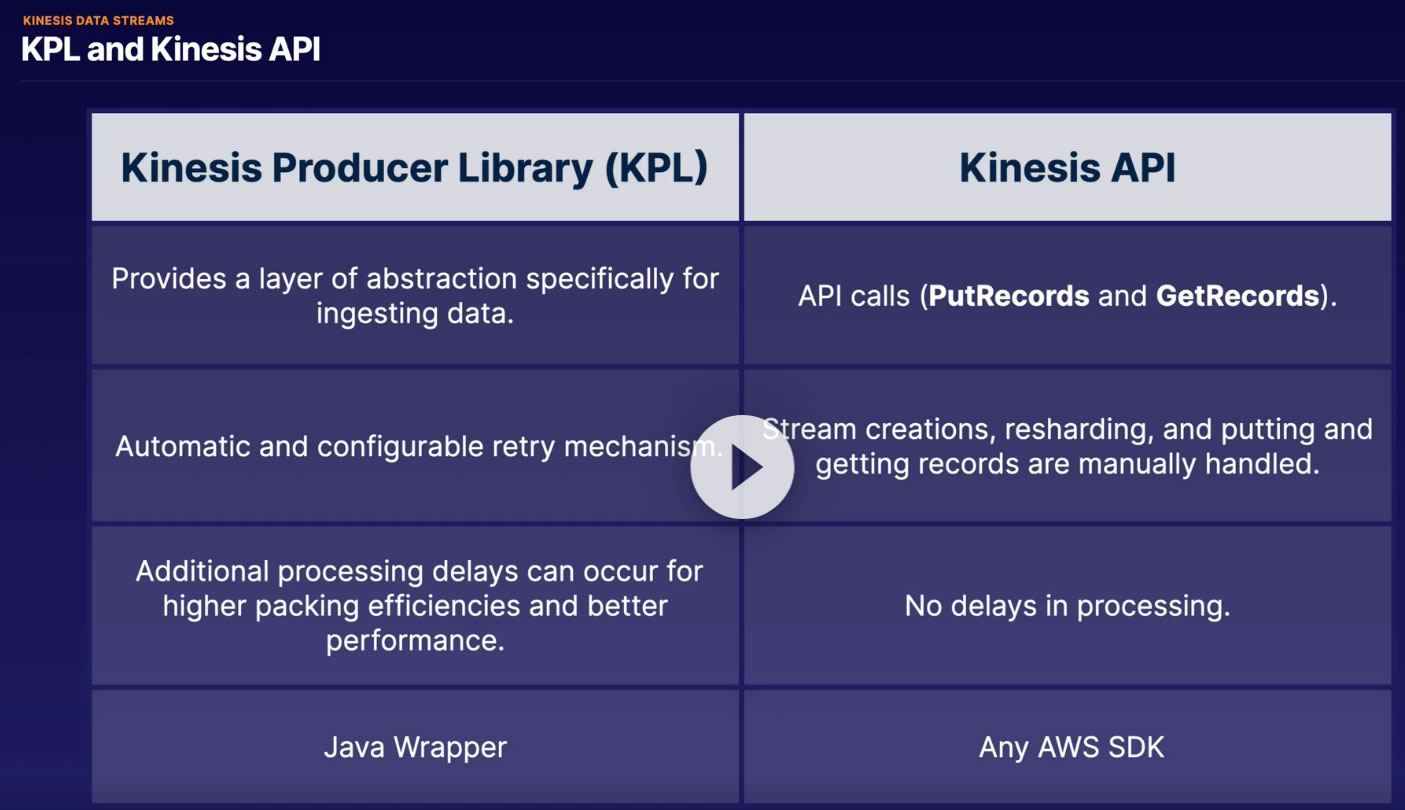 KINESIS DATA STREAMS
KPL and Kinesis API
Kinesis Producer Library (KPL)
Kinesis API
Provides a layer of abstraction specifically for
ingesting data.
API calls (PutRecords and GetRecords).
Automatic and configurable retry mechanism.
Stream creations, resharding, and putting and
getting records are manually handled.
Additional processing delays can occur for
higher packing efficiencies and better
performance.
No delays in processing.
Java Wrapper
Any AWS SDK